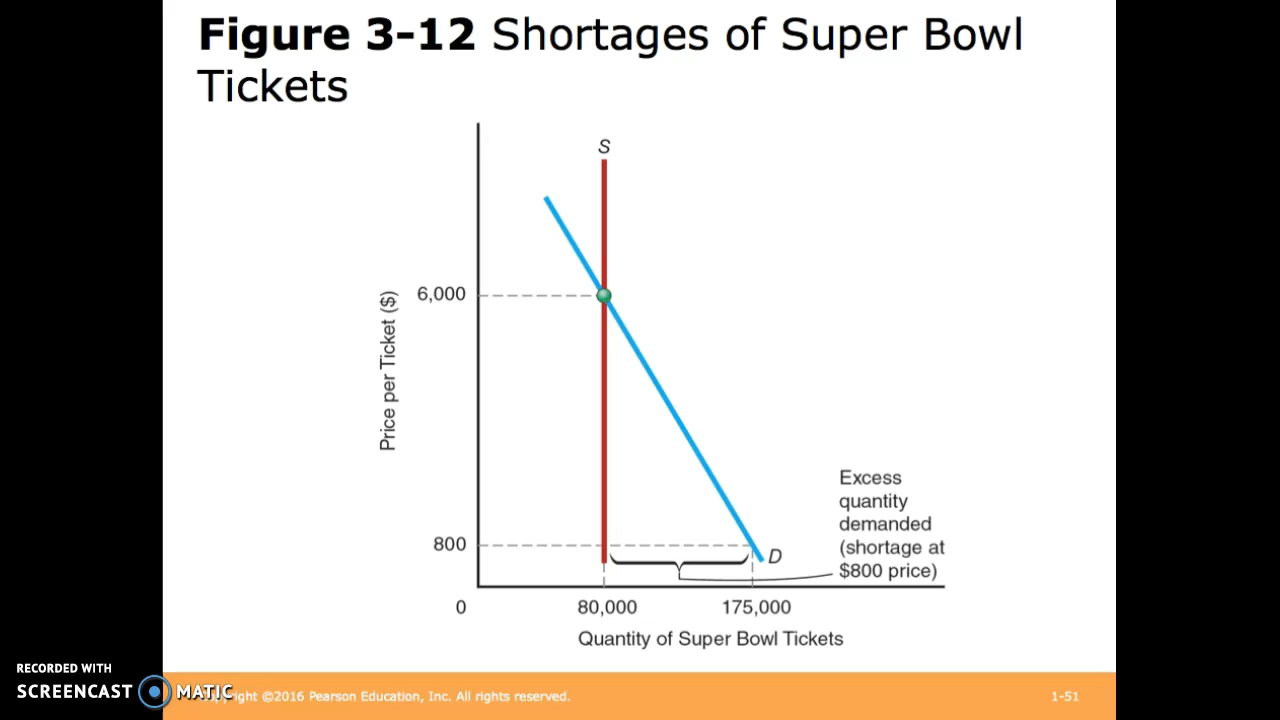 Figure 3-12 Shortages of Super Bowl
Tickets
S
6,000
Price per Ticket ($)
Excess
quantity
demanded
(shortage at
$800 price)
800
D
0
80,000
175,000
Quantity of Super Bowl Tickets
RECORDED WITH
SCREENCAST MATIC
©2016 Pearson Education, Inc. All rights reserved.
1-51